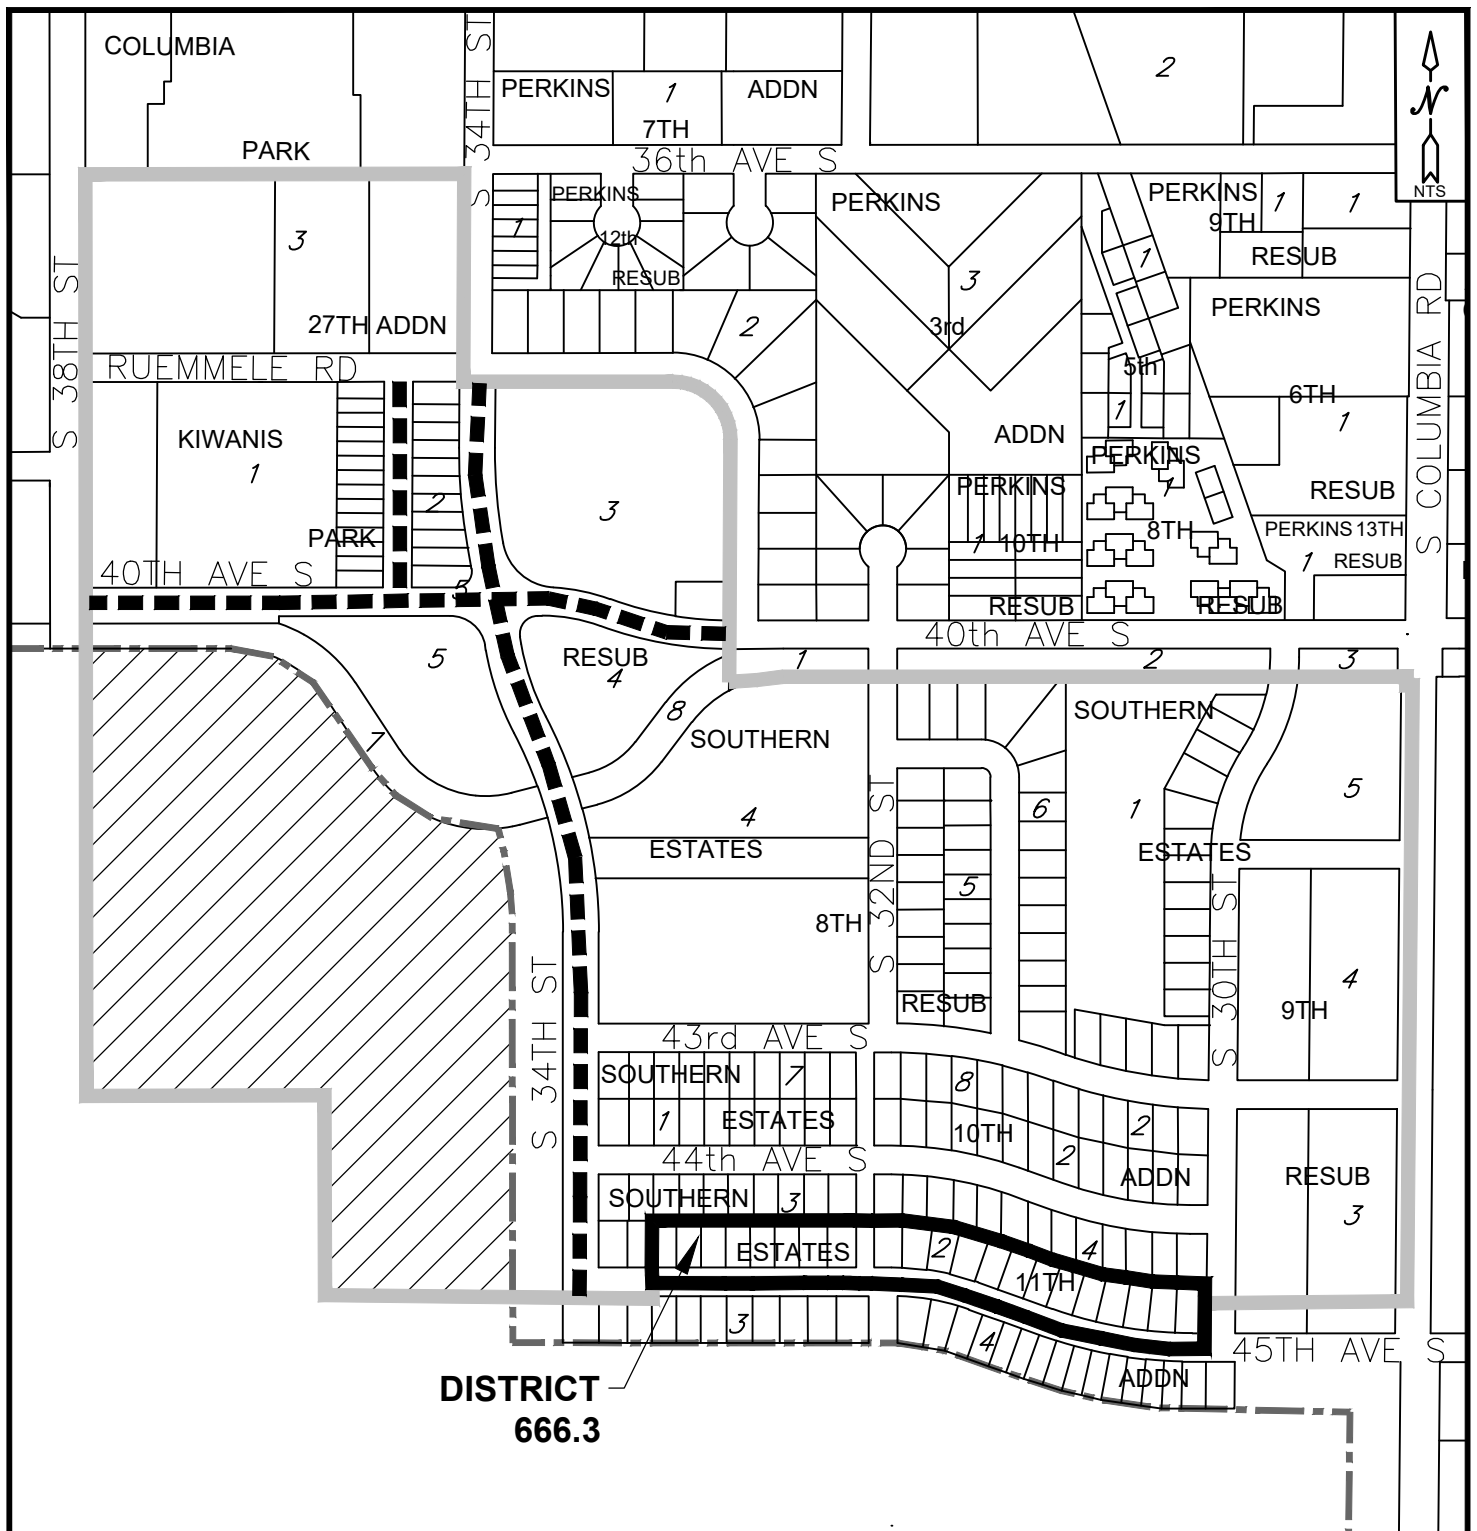 COLUMBIA
PARK
S 34TH ST
PERKINS
1
ADDN
7TH
2
N
NTS
36th AVE S
3
27TH ADDN
S 38TH ST
1
PERKINS
12th
RESUB
2
PERKINS
3
3rd
ADDN
PERKINS
9TH
1
1
RESUB
1
PERKINS
5th
6TH
1
1
RESUB
S COLUMBIA RD
RUEMMELE RD
KIWANIS
1
PARK
2
3
PERKINS
1
10TH
RESUB
PERKINS
1
8TH
RESUB
PERKINS 13TH
1
RESUB
40TH AVE S
5
40th AVE S
5
RESUB
4
1
2
3
7
8
SOUTHERN
4
ESTATES
8TH
S 32ND ST
SOUTHERN
6
1
5
ESTATES
5
RESUB
S 30TH ST
4
9TH
S 34TH ST
43rd AVE S
SOUTHERN
7
1
ESTATES
8
10TH
2
2
ADDN
44th AVE S
SOUTHERN
3
ESTATES
2
4
11TH
RESUB
3
3
4
ADDN
45TH AVE S
DISTRICT
666.3